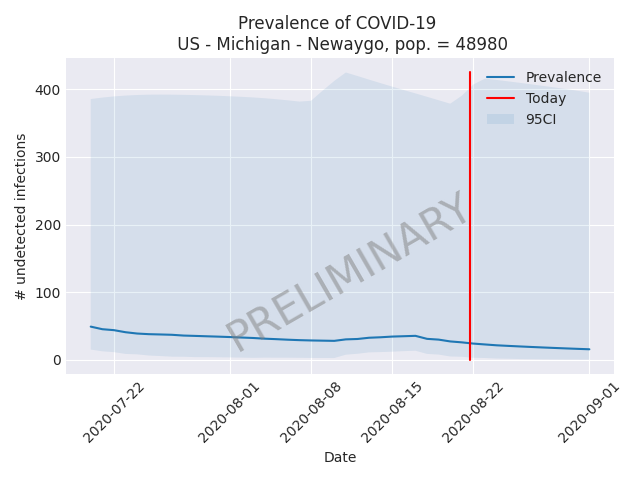 Prevalence of COVID-19
US - Michigan - Newaygo, pop. = 48980
Prevalence
Today
95CI
400
300
200
100
0
# undetected infections
PRELIMINARY
2020-07-22
2020-08-01
2020-08-08
2020-08-15
2020-08-22
2020-09-01
Date